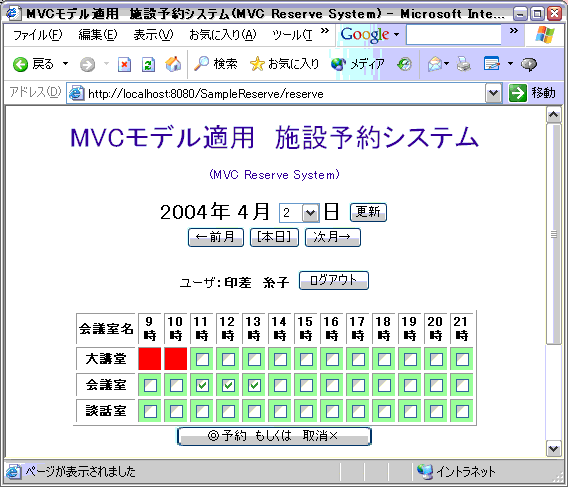 MVCモデル適用 施設予約システム(MVC Reserve System) - Microsoft Inte...
ファイル(F) 編集(E) 表示(V) お気に入り(A) ツール(T) » Google »
戻る 検索 お気に入り メディア
アドレス(D) http://localhost:8080/SampleReserve/reserve 移動
MVCモデル適用 施設予約システム
(MVC Reserve System)
2004年 4月 2 日 更新
←前月 [本日] 次月→
ユーザ:印差 糸子 ログアウト
会議室名 9時 10時 11時 12時 13時 14時 15時 16時 17時 18時 19時 20時 21時
大講堂
会議室
談話室
◎予約 もしくは 取消×
ページが表示されました イントラネット